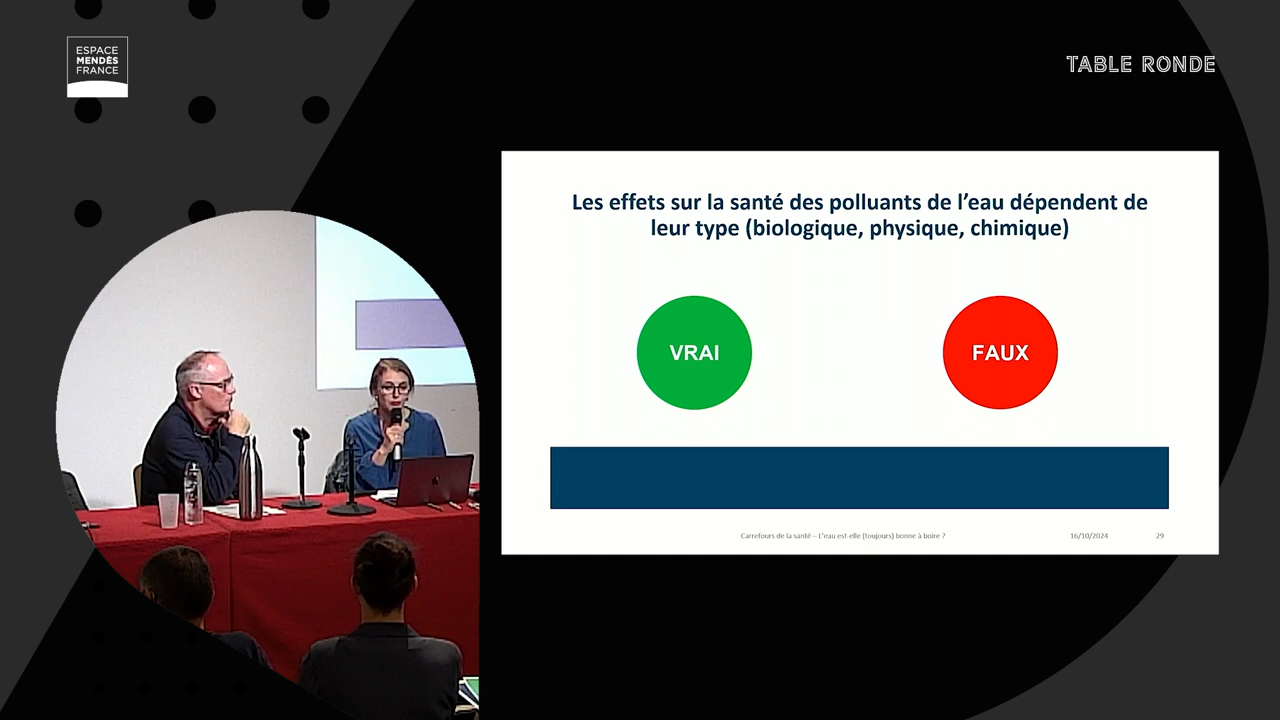 ESPACE
MENDÈS
FRANCE
TABLE RONDE
Les effets sur la santé des polluants de l’eau dépendent de
leur type (biologique, physique, chimique)
VRAI
FAUX
Carrefours de la santé – L’eau est-elle (toujours) bonne à boire ?
16/10/2024
29